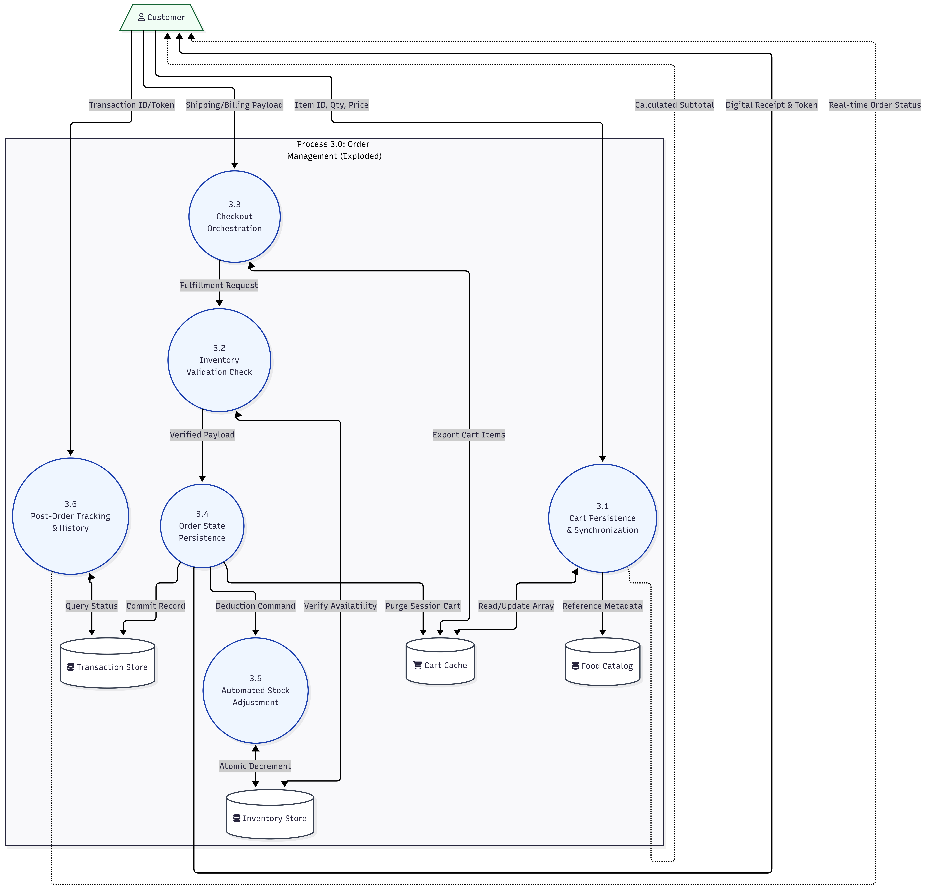 Customer
Transaction ID/Token
Shipping/Billing Payload
Item ID, Qty, Price
Calculated Subtotal
Digital Receipt & Token
Real-time Order Status
Process 3.0: Order
Management (Exploded)
3.3
Checkout
Orchestration
Fulfillment Request
3.2
Inventory
Validation Check
Verified Payload
Export Cart Items
3.6
Post-Order Tracking
& History
3.4
Order State
Persistence
3.1
Cart Persistence
& Synchronization
Query Status
Commit Record
Deduction Command
Verify Availability
Purge Session Cart
Read/Update Array
Reference Metadata
Transaction Store
3.5
Automated Stock
Adjustment
Cart Cache
Food Catalog
Atomic Decrement
Inventory Store